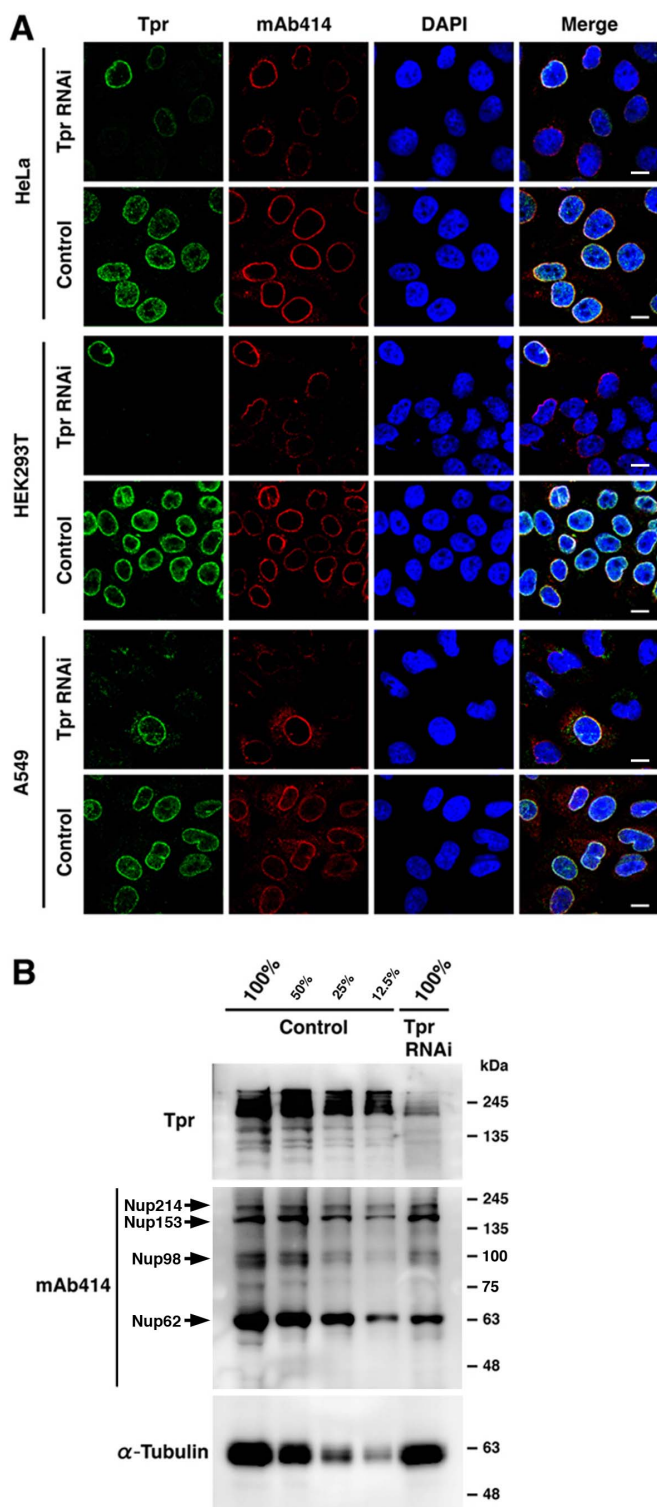 A
Tpr
mAb414
DAPI
Merge
HeLa
Tpr RNAi
Control
HEK293T
Tpr RNAi
Control
A549
Tpr RNAi
Control
B
100%
50%
25%
12.5%
100%
Control
Tpr
RNAi
kDa
Tpr
245
135
mAb414
Nup214
Nup153
Nup98
Nup62
245
135
100
75
63
48
α-Tubulin
63
48